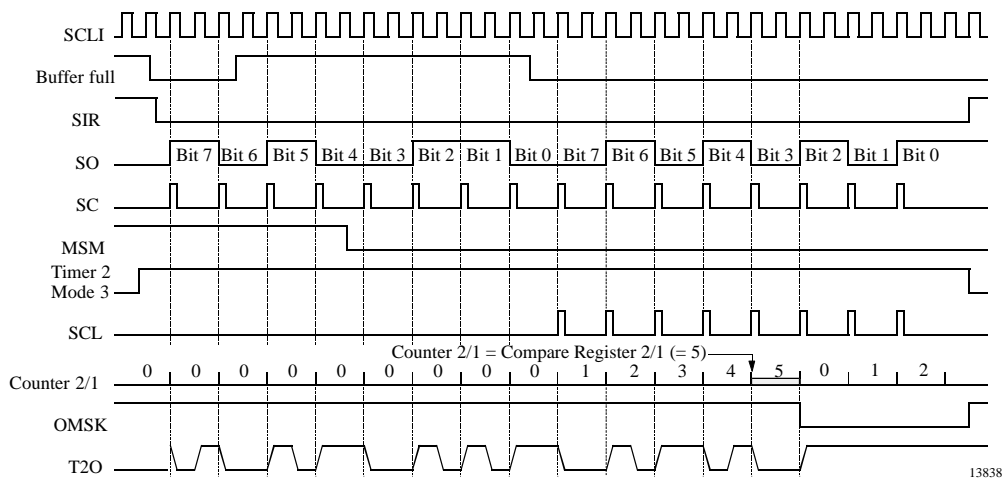 SCLI
Buffer full
SIR
SO
Bit 7 Bit 6 Bit 5 Bit 4 Bit 3 Bit 2 Bit 1 Bit 0 Bit 7 Bit 6 Bit 5 Bit 4 Bit 3 Bit 2 Bit 1 Bit 0
SC
MSM
Timer 2
Mode 3
SCL
Counter 2/1 = Compare Register 2/1 (= 5)
Counter 2/1
0 0 0 0 0 0 0 0 0 1 2 3 4 5 0 1 2
OMSK
T2O
13838